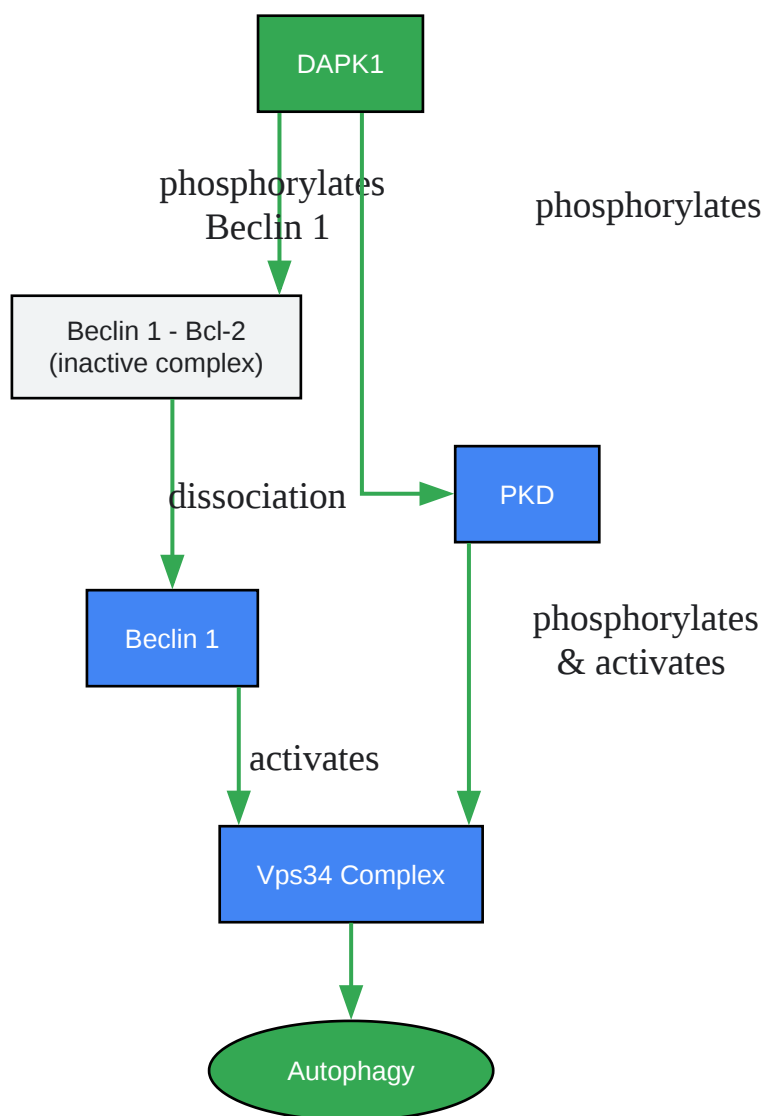 DAPK1
phosphorylates
Beclin 1
phosphorylates
Beclin 1 - Bcl-2
(inactive complex)
dissociation
PKD
Beclin 1
phosphorylates
& activates
activates
Vps34 Complex
Autophagy